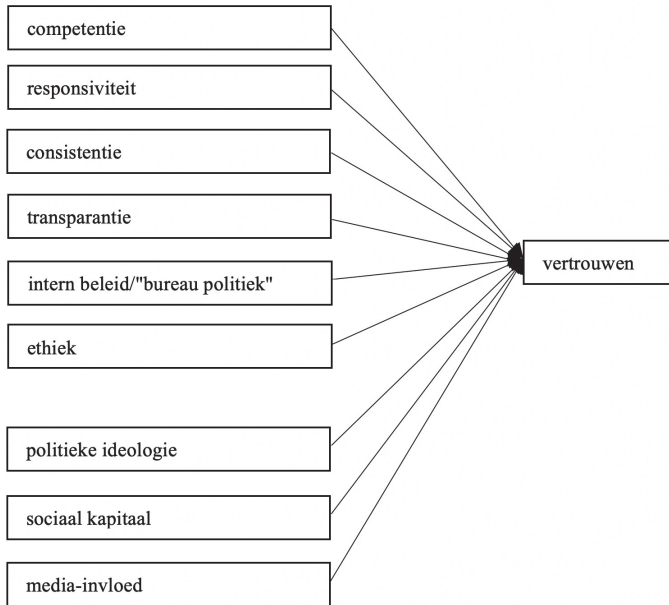 competentie
responsiviteit
consistentie
transparantie
vertrouwen
intern beleid/"bureau politiek"
ethiek
politieke ideologie
sociaal kapitaal
media-invloed